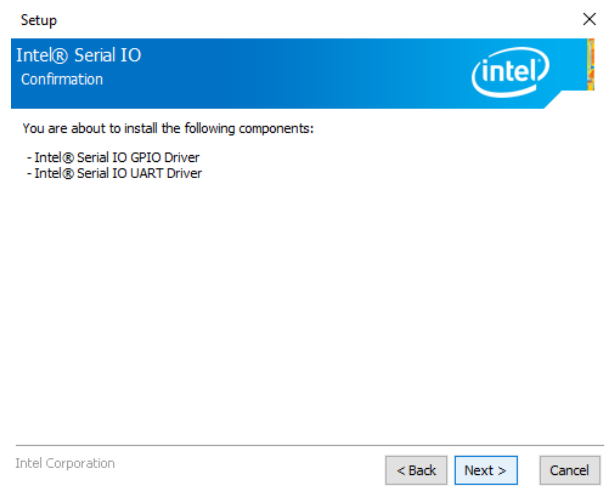 Setup
Intel® Serial IO
Confirmation
intel
You are about to install the following components:
- Intel® Serial IO GPIO Driver
- Intel® Serial IO UART Driver
Intel Corporation
< Back
Next >
Cancel